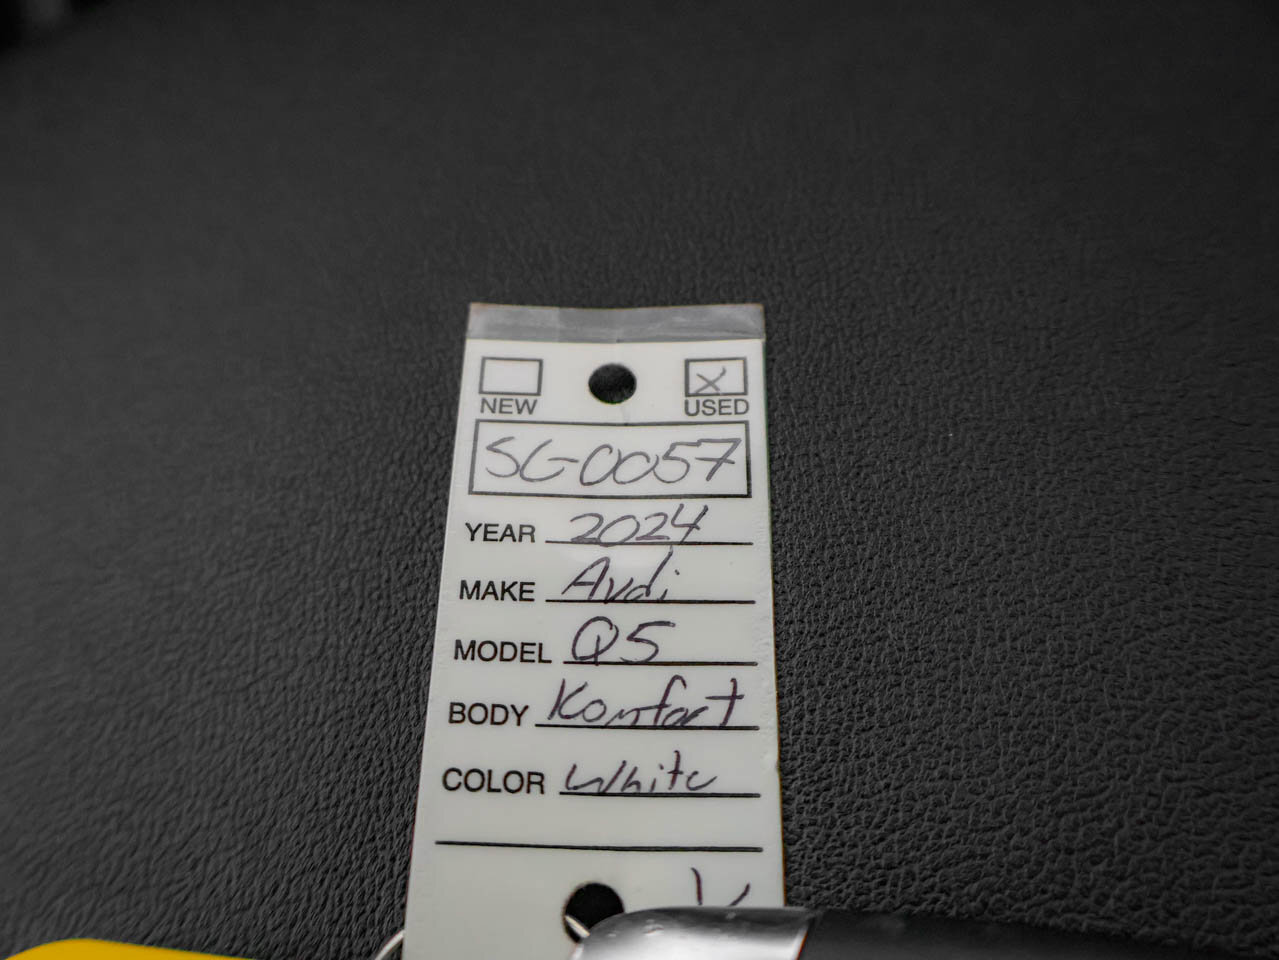 NEW USED
SG-0057
YEAR 2024
MAKE Audi
MODEL Q5
BODY Komfort
COLOR White